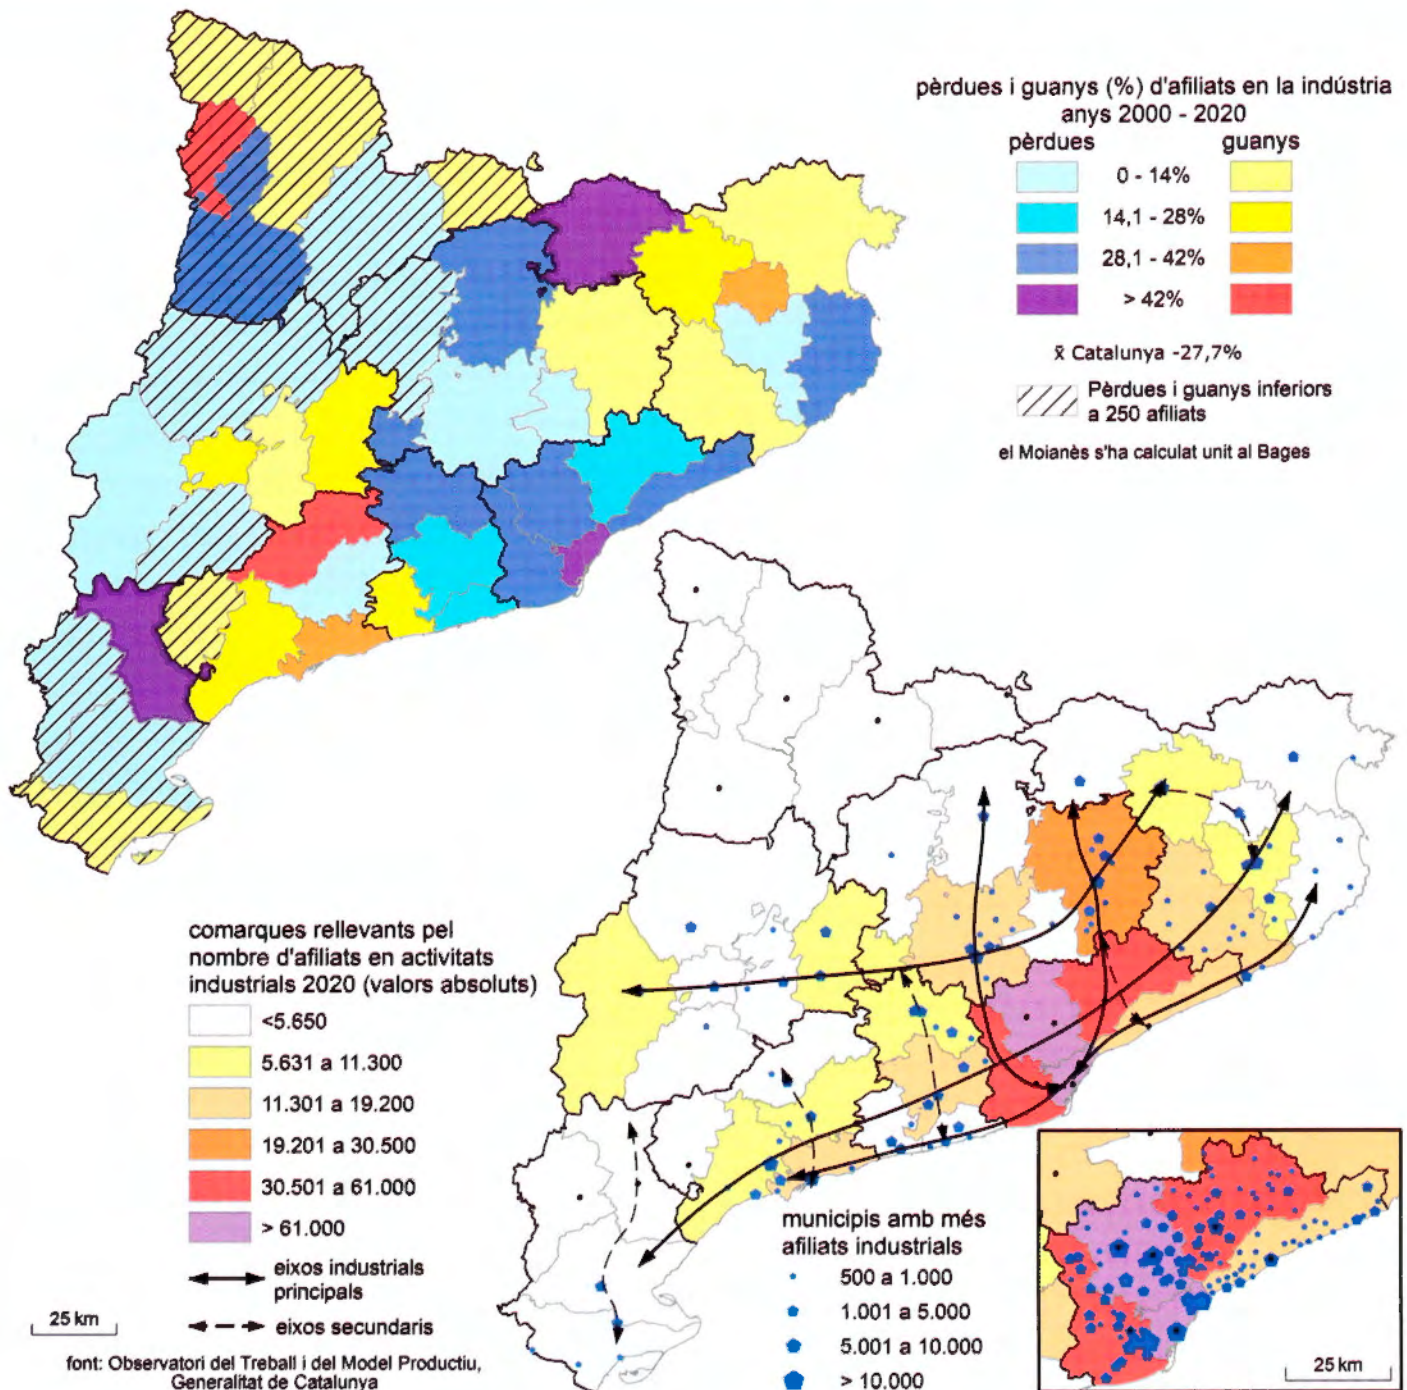 pèrdues i guanys (%) d'afiliats en la indústria
anys 2000 - 2020
pèrdues guanys
0 - 14%
14,1 - 28%
28,1 - 42%
> 42%
x̄ Catalunya -27,7%
Pèrdues i guanys inferiors
a 250 afiliats
el Moianès s'ha calculat unit al Bages
comarques rellevants pel
nombre d'afiliats en activitats
industrials 2020 (valors absoluts)
<5.650
5.631 a 11.300
11.301 a 19.200
19.201 a 30.500
30.501 a 61.000
> 61.000
eixos industrials
principals
eixos secundaris
25 km
font: Observatori del Treball i del Model Productiu,
Generalitat de Catalunya
municipis amb més
afiliats industrials
500 a 1.000
1.001 a 5.000
5.001 a 10.000
> 10.000
25 km